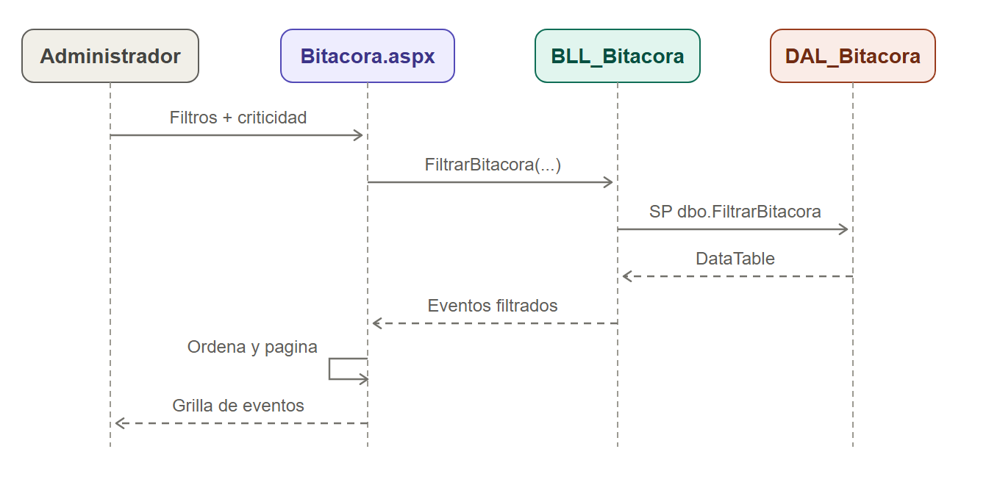 Administrador
Bitacora.aspx
BLL_Bitacora
DAL_Bitacora
Filtros + criticidad
FiltrarBitacora(...)
SP dbo.FiltrarBitacora
DataTable
Eventos filtrados
Ordena y pagina
Grilla de eventos